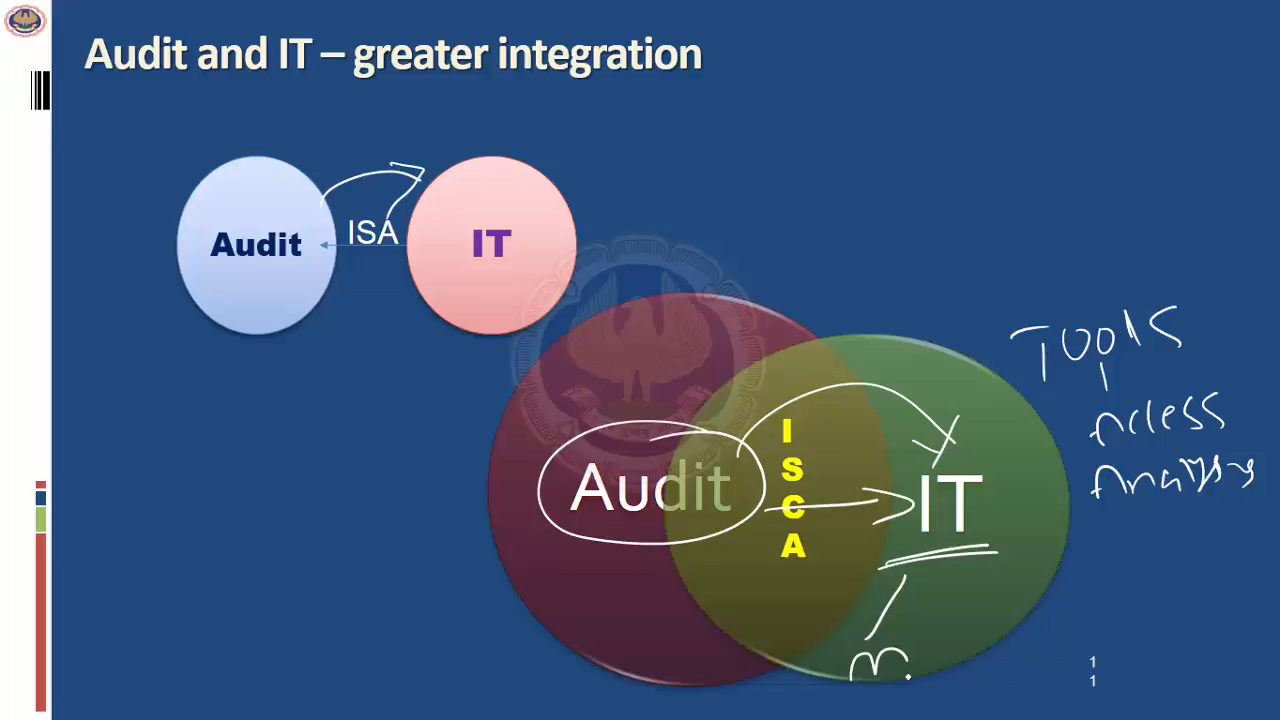 Audit and IT – greater integration
Audit
ISA
IT
Audit
I
S
C
A
IT
Tools
Access
Analysis
m.
1
1